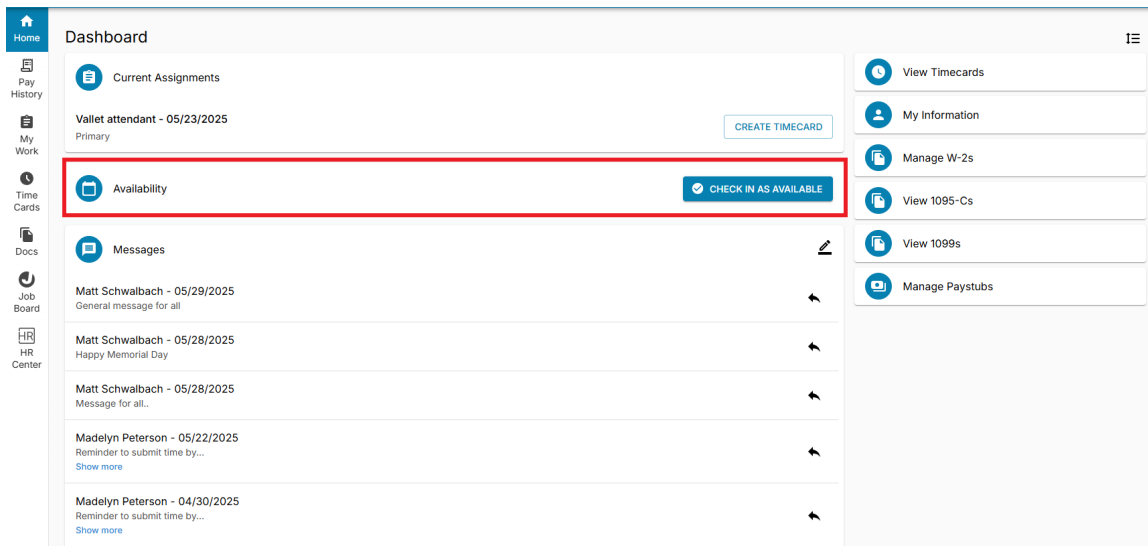 Home
Pay
History
My
Work
Time
Cards
Docs
Job
Board
HR
HR
Center
Dashboard
Current Assignments
Vallet attendant - 05/23/2025
Primary
CREATE TIMECARD
Availability
CHECK IN AS AVAILABLE
Messages
Matt Schwalbach - 05/29/2025
General message for all
Matt Schwalbach - 05/28/2025
Happy Memorial Day
Matt Schwalbach - 05/28/2025
Message for all..
Madelyn Peterson - 05/22/2025
Reminder to submit time by...
Show more
Madelyn Peterson - 04/30/2025
Reminder to submit time by...
Show more
View Timecards
My Information
Manage W-2s
View 1095-Cs
View 1099s
Manage Paystubs